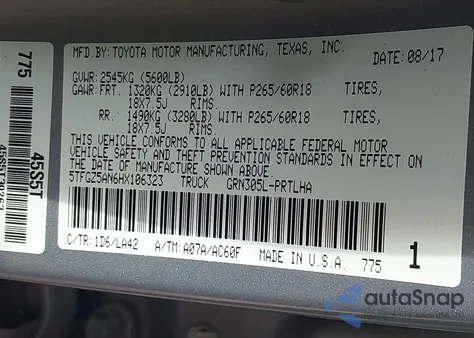 MFD. BY: TOYOTA MOTOR MANUFACTURING, TEXAS, INC.
DATE: 08/17
GVWR: 2545KG (5600LB)
GAWR: FRT. 1320KG (2910LB) WITH P265/60R18 TIRES,
18X7.5J RIMS.
RR. 1490KG (3280LB) WITH P265/60R18 TIRES,
18X7.5J RIMS.
THIS VEHICLE CONFORMS TO ALL APPLICABLE FEDERAL MOTOR
VEHICLE SAFETY AND THEFT PREVENTION STANDARDS IN EFFECT
ON THE DATE OF MANUFACTURE SHOWN ABOVE.
5TFGZ5AN6HX106323 TRUCK GRN305L-PRTLHA
C/TR: 1D6/LA42 A/TM: A07A/AC60F MADE IN U.S.A. 775
1
775
45S5T
autoSnap